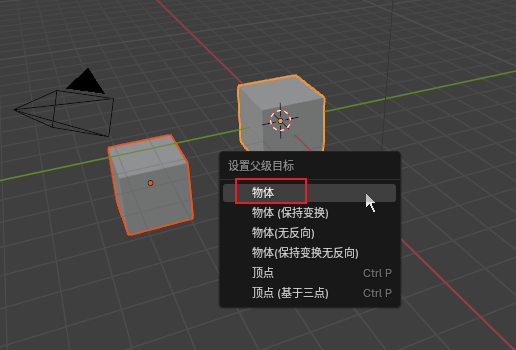 设置父级目标
物体
物体 (保持变换)
物体(无反向)
物体(保持变换无反向)
顶点 Ctrl P
顶点 (基于三点) Ctrl P